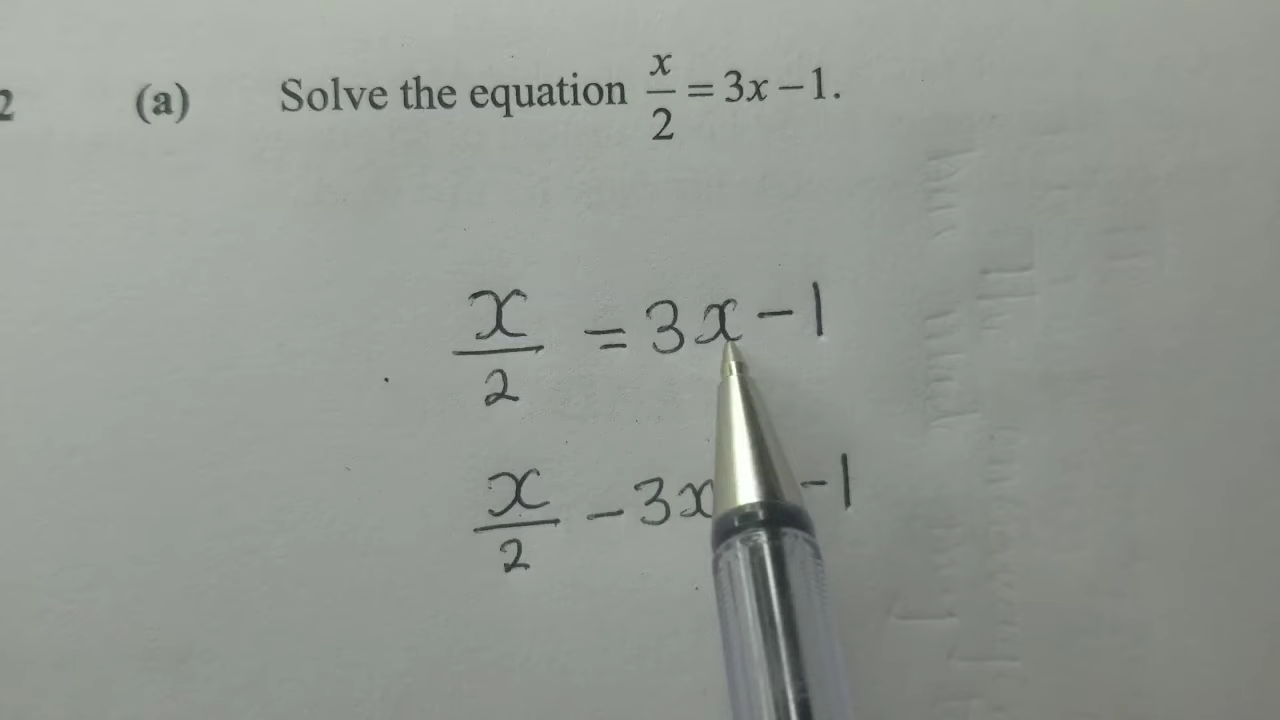 2 (a) Solve the equation x/2 = 3x − 1.
x/2 = 3x − 1
x/2 − 3x − 1